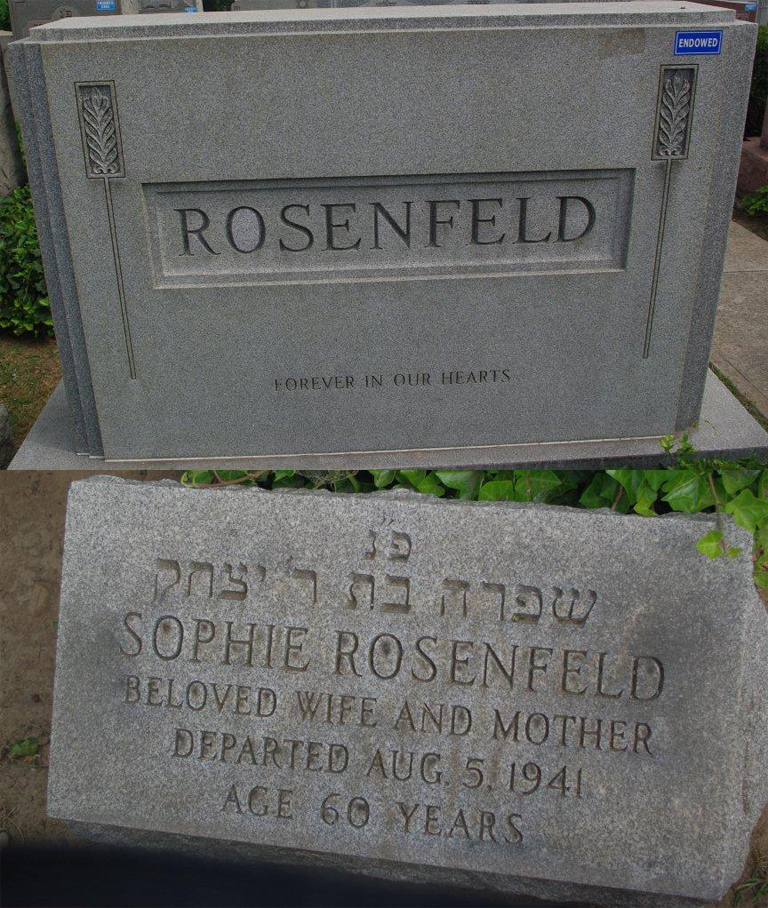 ENDOWED
ROSENFELD
FOREVER IN OUR HEARTS
פ״נ
שפרה בת ר׳ יצחק
SOPHIE ROSENFELD
BELOVED WIFE AND MOTHER
DEPARTED AUG. 5, 1941
AGE 60 YEARS